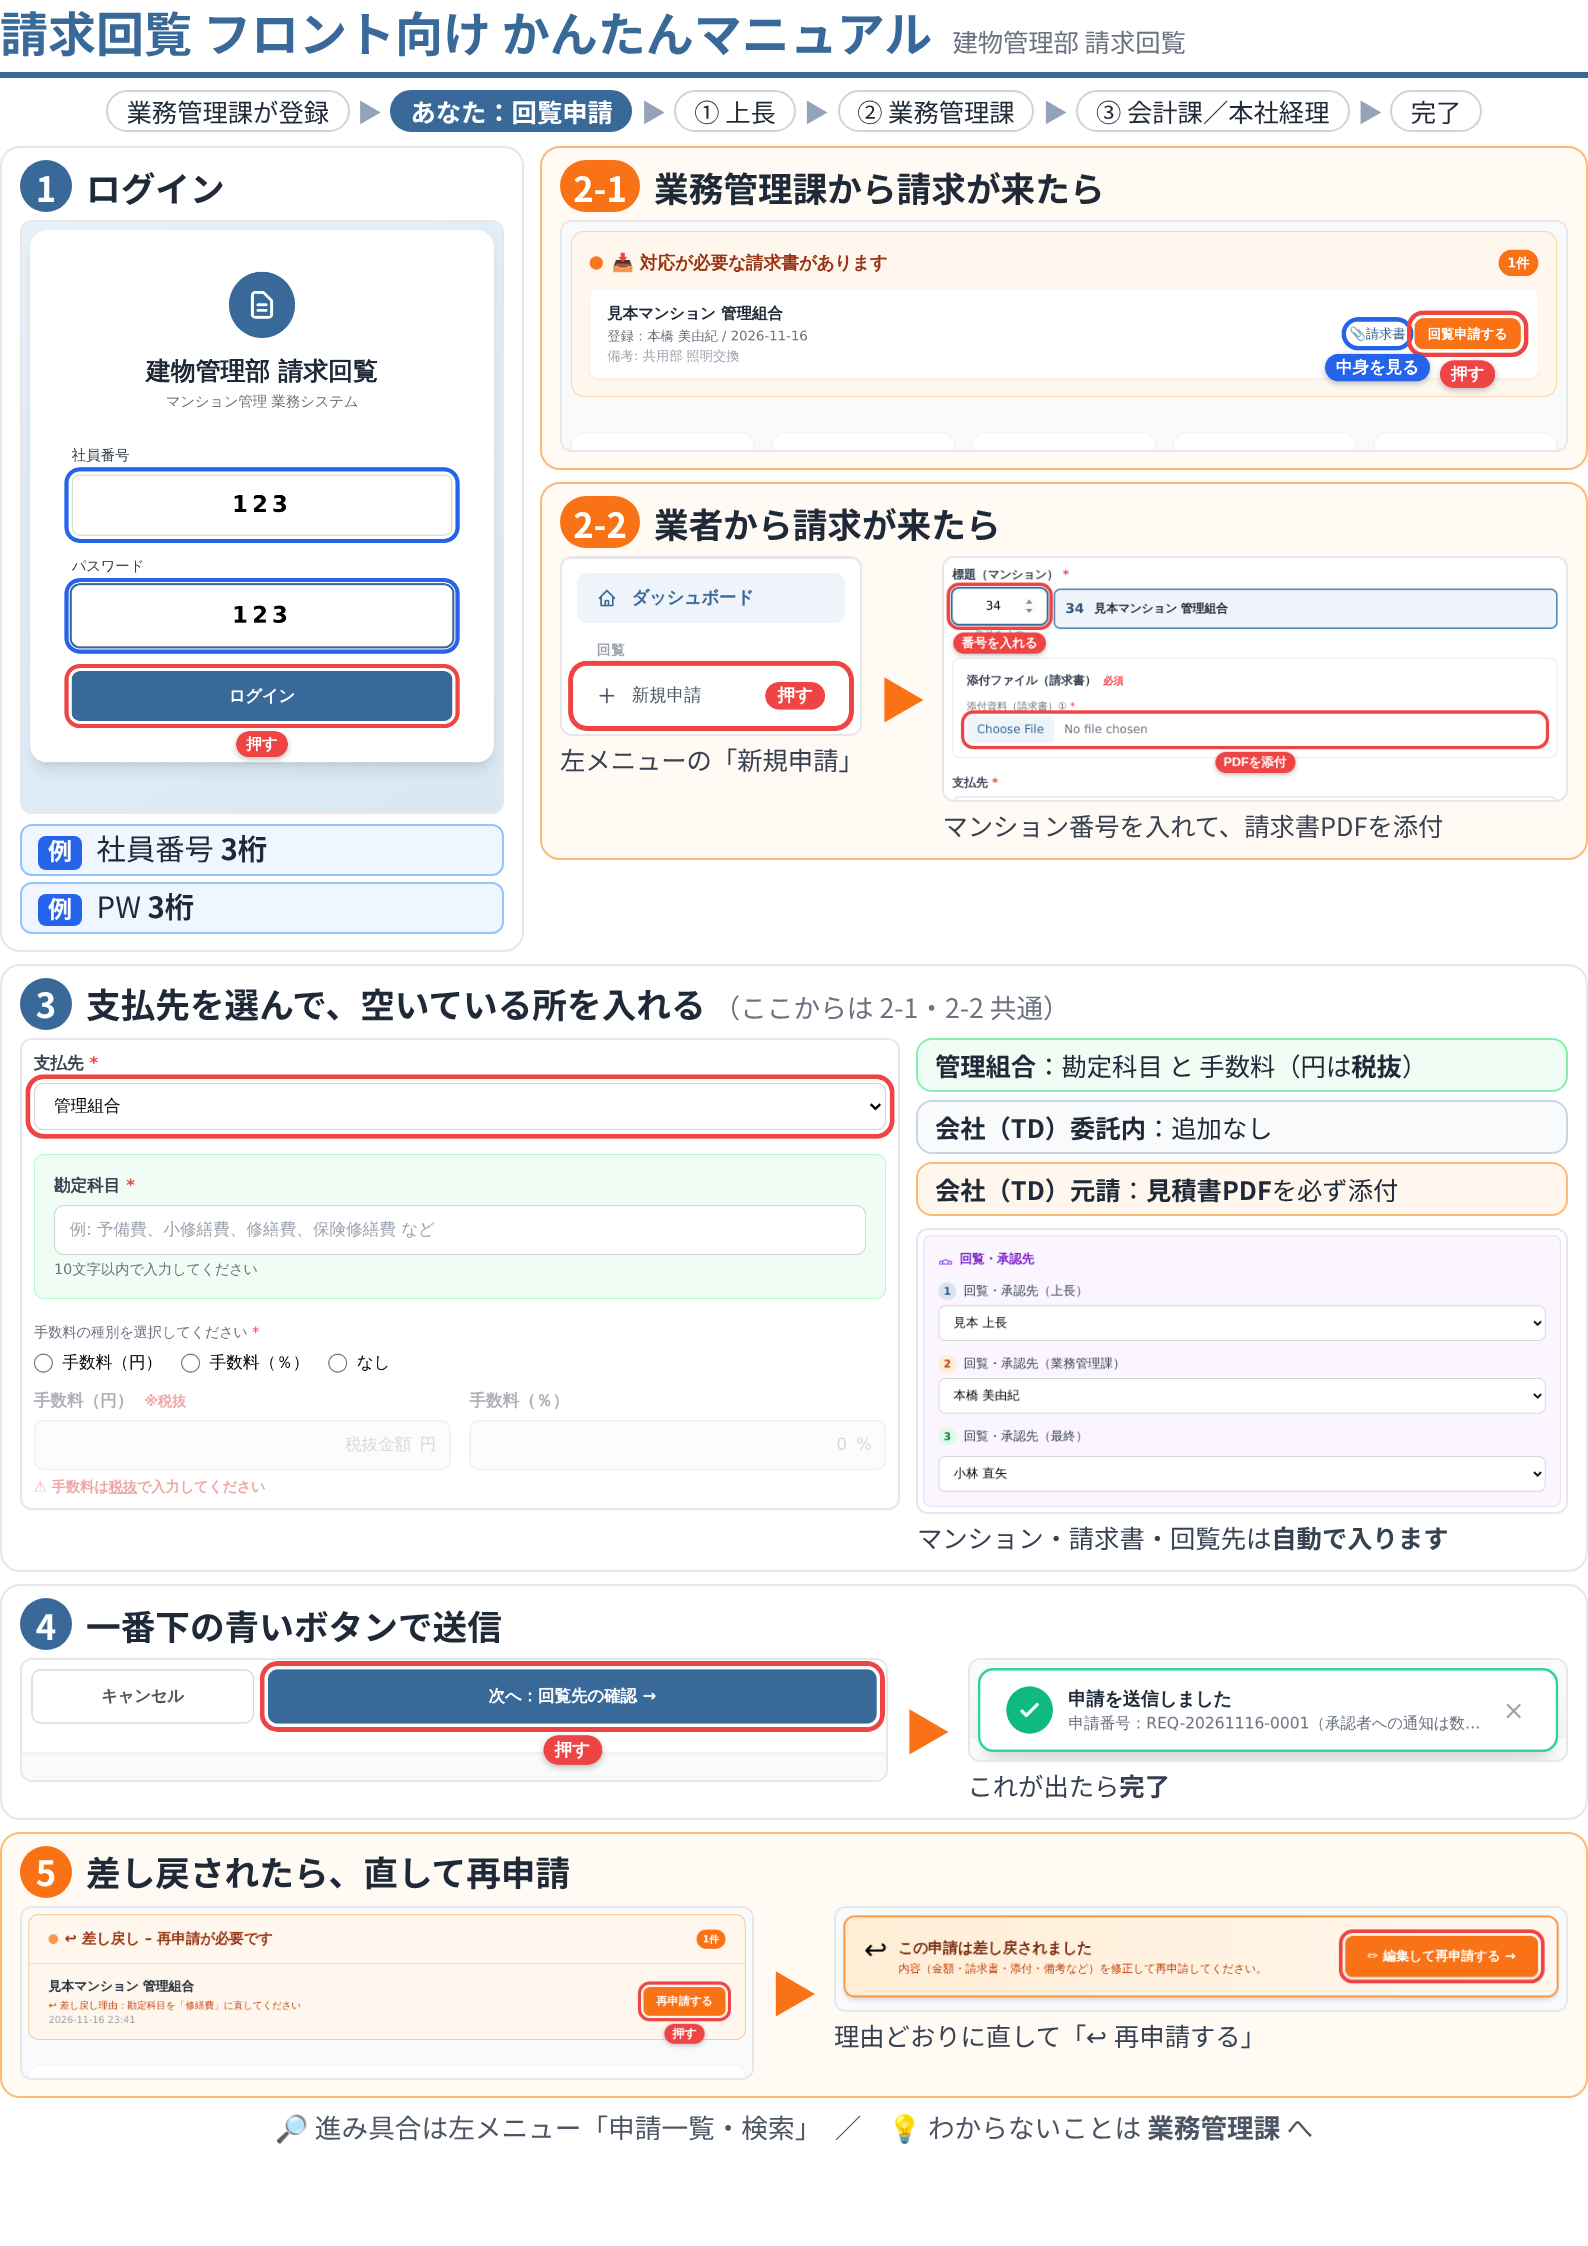 請求回覧 フロント向け かんたんマニュアル 建物管理部 請求回覧
業務管理課が登録 ▶ あなた：回覧申請 ▶ ① 上長 ▶ ② 業務管理課 ▶ ③ 会計課／本社経理 ▶ 完了
1 ログイン
建物管理部 請求回覧
マンション管理 業務システム
社員番号
123
パスワード
123
ログイン
押す
例 社員番号 3桁
例 PW 3桁
2-1 業務管理課から請求が来たら
📥 対応が必要な請求書があります 1件
見本マンション 管理組合
登録：本橋 美由紀 / 2026-11-16
備考: 共用部 照明交換
📎請求書 回覧申請する
中身を見る 押す
2-2 業者から請求が来たら
ダッシュボード
回覧
＋ 新規申請 押す
左メニューの「新規申請」
標題（マンション） *
34 34 見本マンション 管理組合
番号を入れる
添付ファイル（請求書） 必須
添付資料（請求書）① *
Choose File No file chosen
PDFを添付
支払先 *
マンション番号を入れて、請求書PDFを添付
3 支払先を選んで、空いている所を入れる （ここからは 2-1・2-2 共通）
支払先 *
管理組合
勘定科目 *
例: 予備費、小修繕費、修繕費、保険修繕費 など
10文字以内で入力してください
手数料の種別を選択してください *
手数料（円） 手数料（%） なし
手数料（円） ※税抜 手数料（%）
税抜金額 円 0 %
⚠ 手数料は税抜で入力してください
管理組合：勘定科目 と 手数料（円は税抜）
会社（TD）委託内：追加なし
会社（TD）元請：見積書PDFを必ず添付
回覧・承認先
1 回覧・承認先（上長）
見本 上長
2 回覧・承認先（業務管理課）
本橋 美由紀
3 回覧・承認先（最終）
小林 直矢
マンション・請求書・回覧先は自動で入ります
4 一番下の青いボタンで送信
キャンセル 次へ：回覧先の確認 →
押す
申請を送信しました
申請番号：REQ-20261116-0001（承認者への通知は数…
これが出たら完了
5 差し戻されたら、直して再申請
↩ 差し戻し – 再申請が必要です 1件
見本マンション 管理組合
↩ 差し戻し理由：勘定科目を「修繕費」に直してください
2026-11-16 23:41
再申請する
押す
↩ この申請は差し戻されました
内容（金額・請求書・添付・備考など）を修正して再申請してください。
✏ 編集して再申請する →
理由どおりに直して「↩ 再申請する」
🔎 進み具合は左メニュー「申請一覧・検索」 ／ 💡 わからないことは 業務管理課 へ